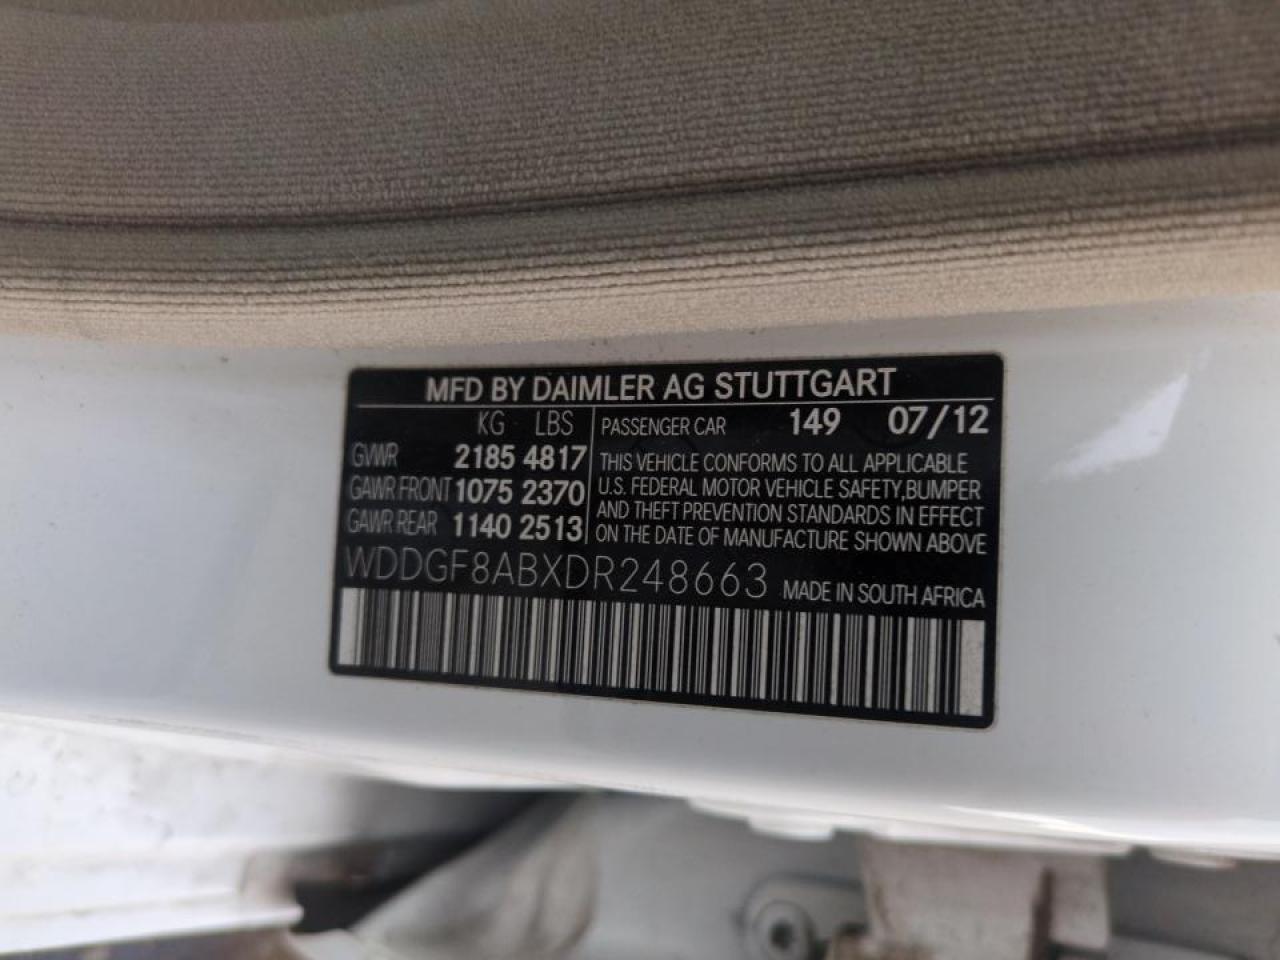 MFD BY DAIMLER AG STUTTGART
KG LBS
GVWR 2185 4817
GAWR FRONT 1075 2370
GAWR REAR 1140 2513
PASSENGER CAR 149 07/12
THIS VEHICLE CONFORMS TO ALL APPLICABLE
U.S. FEDERAL MOTOR VEHICLE SAFETY,BUMPER
AND THEFT PREVENTION STANDARDS IN EFFECT
ON THE DATE OF MANUFACTURE SHOWN ABOVE
WDDGF8ABXDR248663 MADE IN SOUTH AFRICA